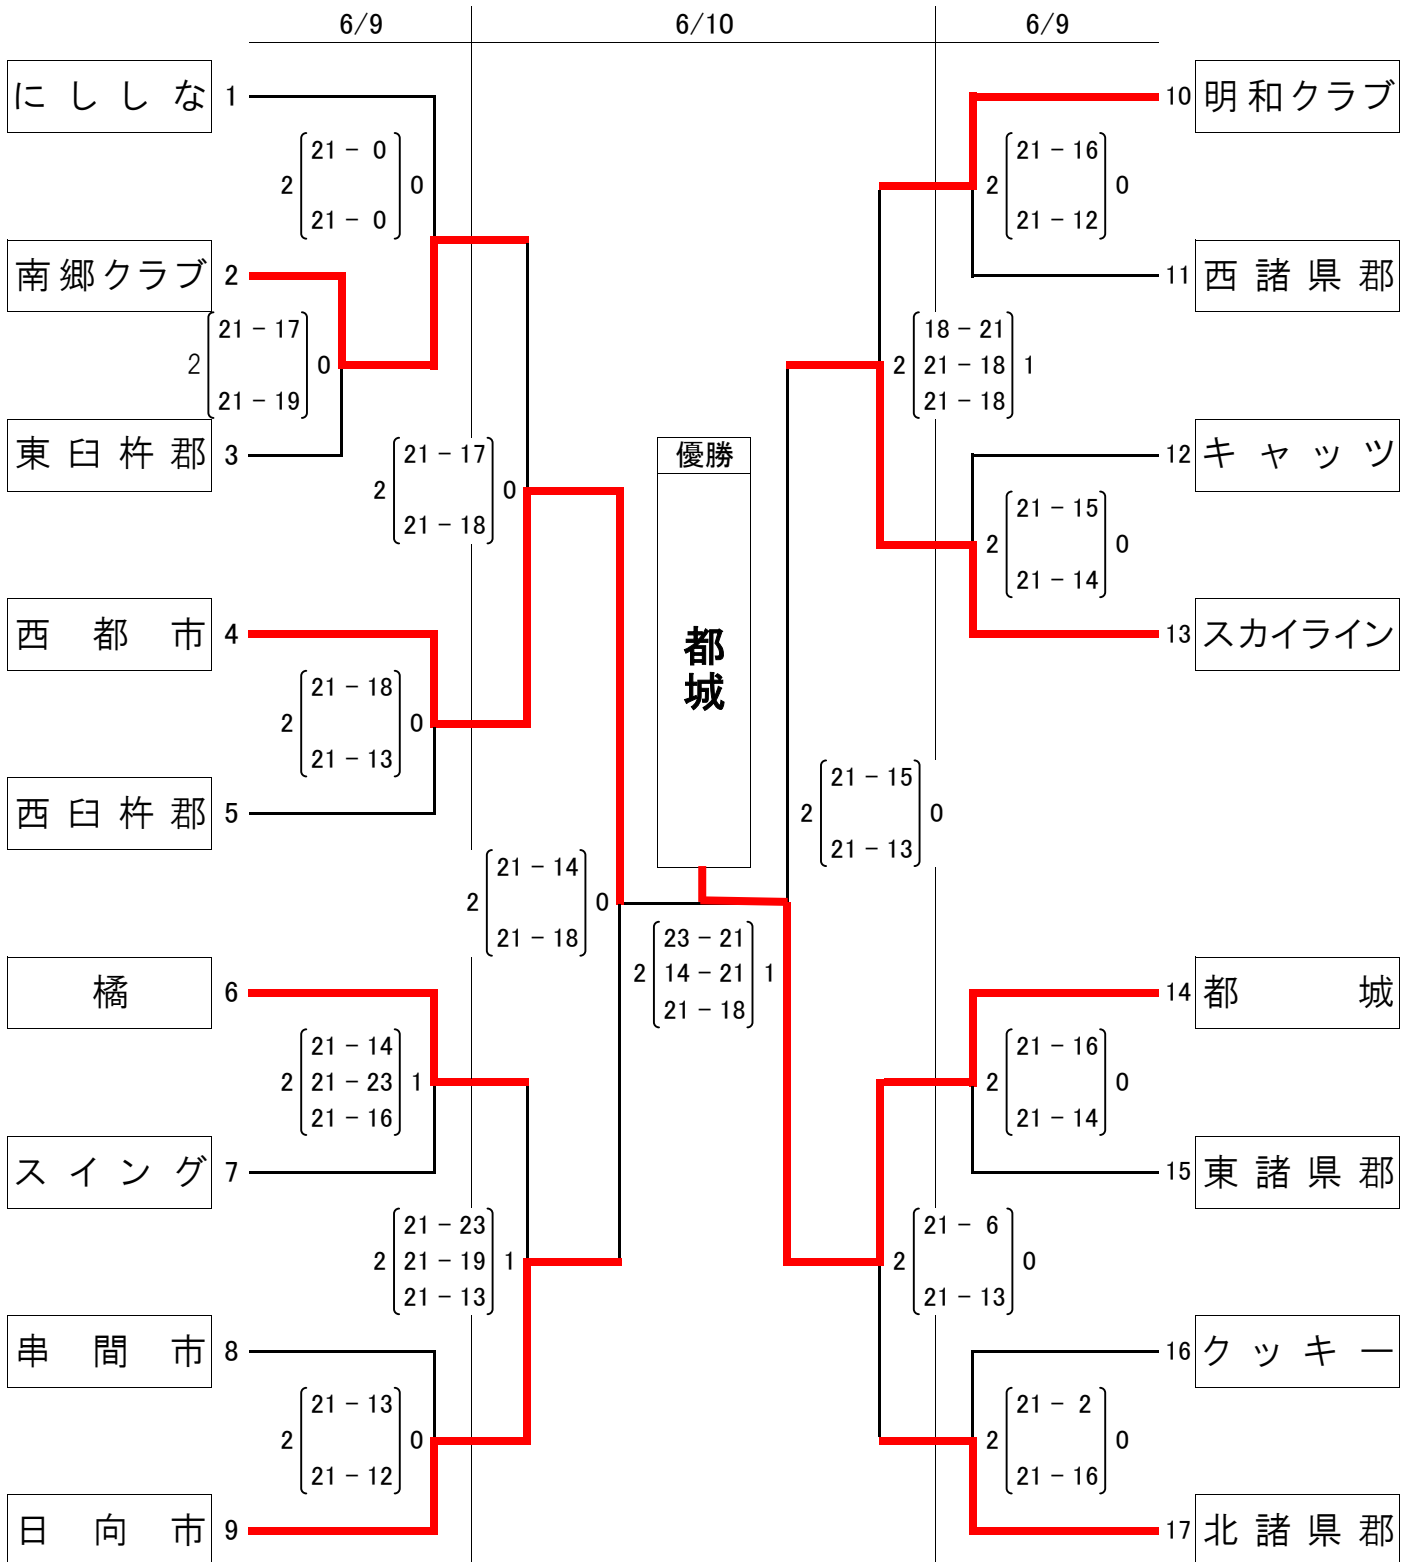 6/9 6/10 6/9
にししな 1
10 明和クラブ
21 - 0
2 0
21 - 0
21 - 16
2 0
21 - 12
南郷クラブ 2
11 西諸県郡
21 - 17
2 0
21 - 19
18 - 21
2 21 - 18 1
21 - 18
東臼杵郡 3
12 キャッツ
21 - 17
2 0
21 - 18
優勝
都城
21 - 15
2 0
21 - 14
西都市 4
13 スカイライン
21 - 18
2 0
21 - 13
西臼杵郡 5
21 - 15
2 0
21 - 13
21 - 14
2 0
21 - 18
23 - 21
2 14 - 21 1
21 - 18
橘 6
14 都城
21 - 14
2 21 - 23 1
21 - 16
21 - 16
2 0
21 - 14
スイング 7
15 東諸県郡
21 - 23
2 21 - 19 1
21 - 13
21 - 6
2 0
21 - 13
串間市 8
16 クッキー
21 - 13
2 0
21 - 12
21 - 2
2 0
21 - 16
日向市 9
17 北諸県郡